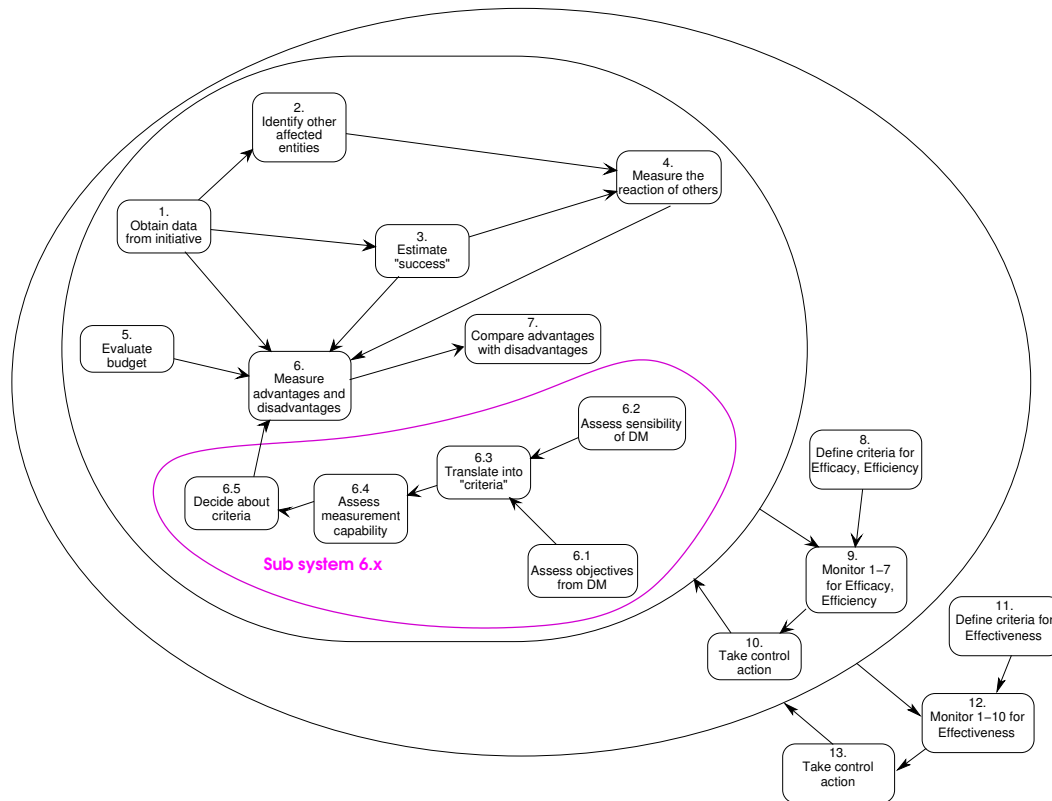 1.
Obtain data
from initiative
2.
Identify other
affected
entities
3.
Estimate
"success"
4.
Measure the
reaction of others
5.
Evaluate
budget
6.
Measure
advantages and
disadvantages
7.
Compare advantages
with disadvantages
6.2
Assess sensibility
of DM
6.3
Translate into
"criteria"
6.4
Assess
measurement
capability
6.5
Decide about
criteria
6.1
Assess objectives
from DM
Sub system 6.x
8.
Define criteria for
Efficacy, Efficiency
9.
Monitor 1−7
for Efficacy,
Efficiency
10.
Take control
action
11.
Define criteria for
Effectiveness
12.
Monitor 1−10 for
Effectiveness
13.
Take control
action